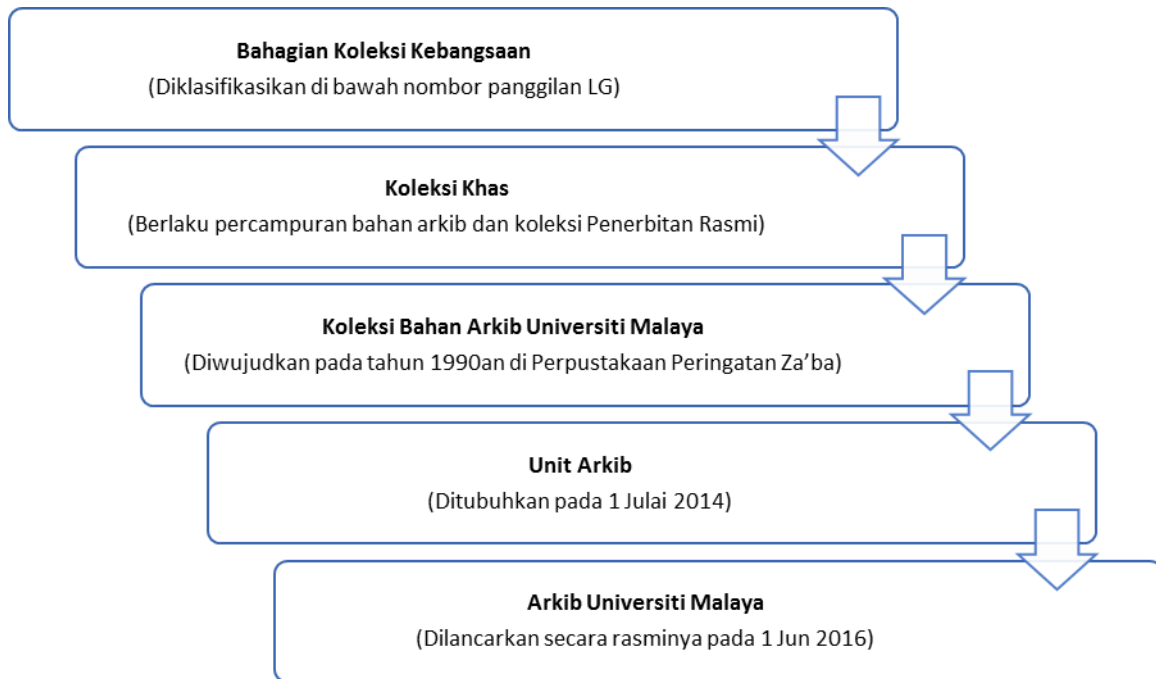 Bahagian Koleksi Kebangsaan
(Diklasifikasikan di bawah nombor panggilan LG)
Koleksi Khas
(Berlaku percampuran bahan arkib dan koleksi Penerbitan Rasmi)
Koleksi Bahan Arkib Universiti Malaya
(Diwujudkan pada tahun 1990an di Perpustakaan Peringatan Za’ba)
Unit Arkib
(Ditubuhkan pada 1 Julai 2014)
Arkib Universiti Malaya
(Dilancarkan secara rasminya pada 1 Jun 2016)